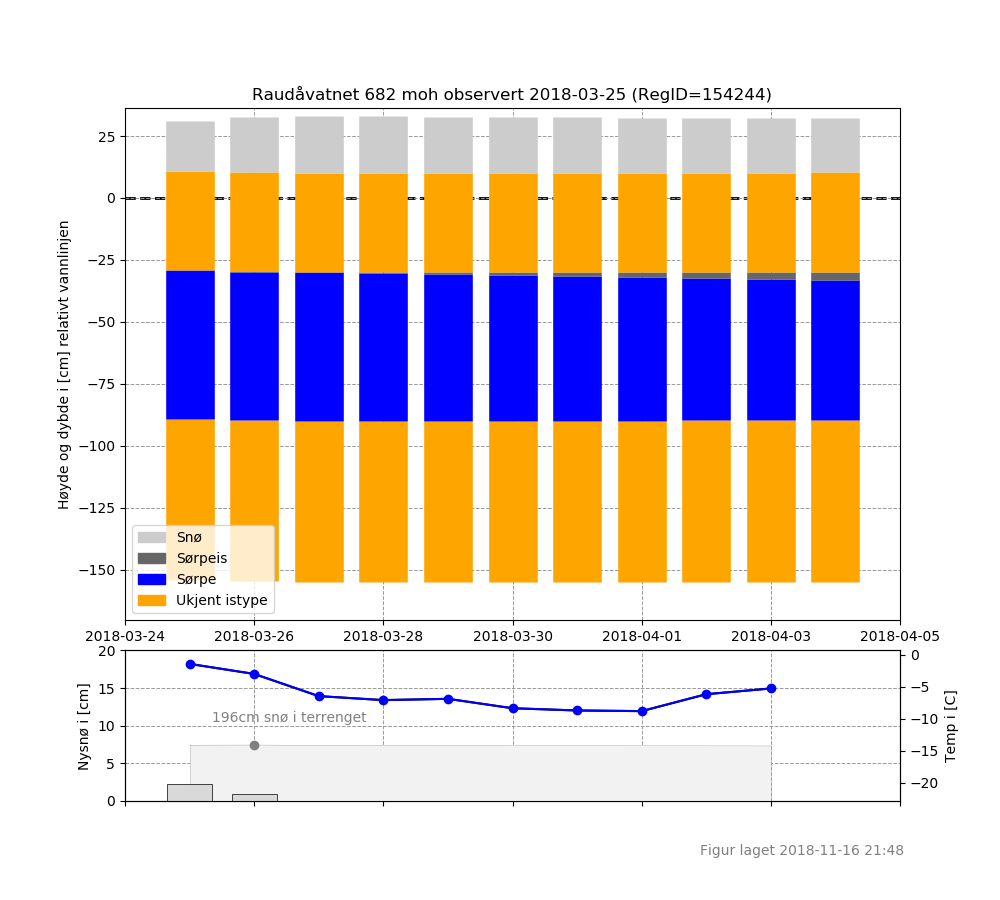 Raudåvatnet 682 moh observert 2018-03-25 (RegID=154244)
Høyde og dybde i [cm] relativt vannlinjen
25
0
−25
−50
−75
−100
−125
−150
Snø
Sørpeis
Sørpe
Ukjent istype
2018-03-24 2018-03-26 2018-03-28 2018-03-30 2018-04-01 2018-04-03 2018-04-05
Nysnø i [cm]
20
15
10
5
0
196cm snø i terrenget
0
−5
−10
−15
−20
Temp i [C]
Figur laget 2018-11-16 21:48